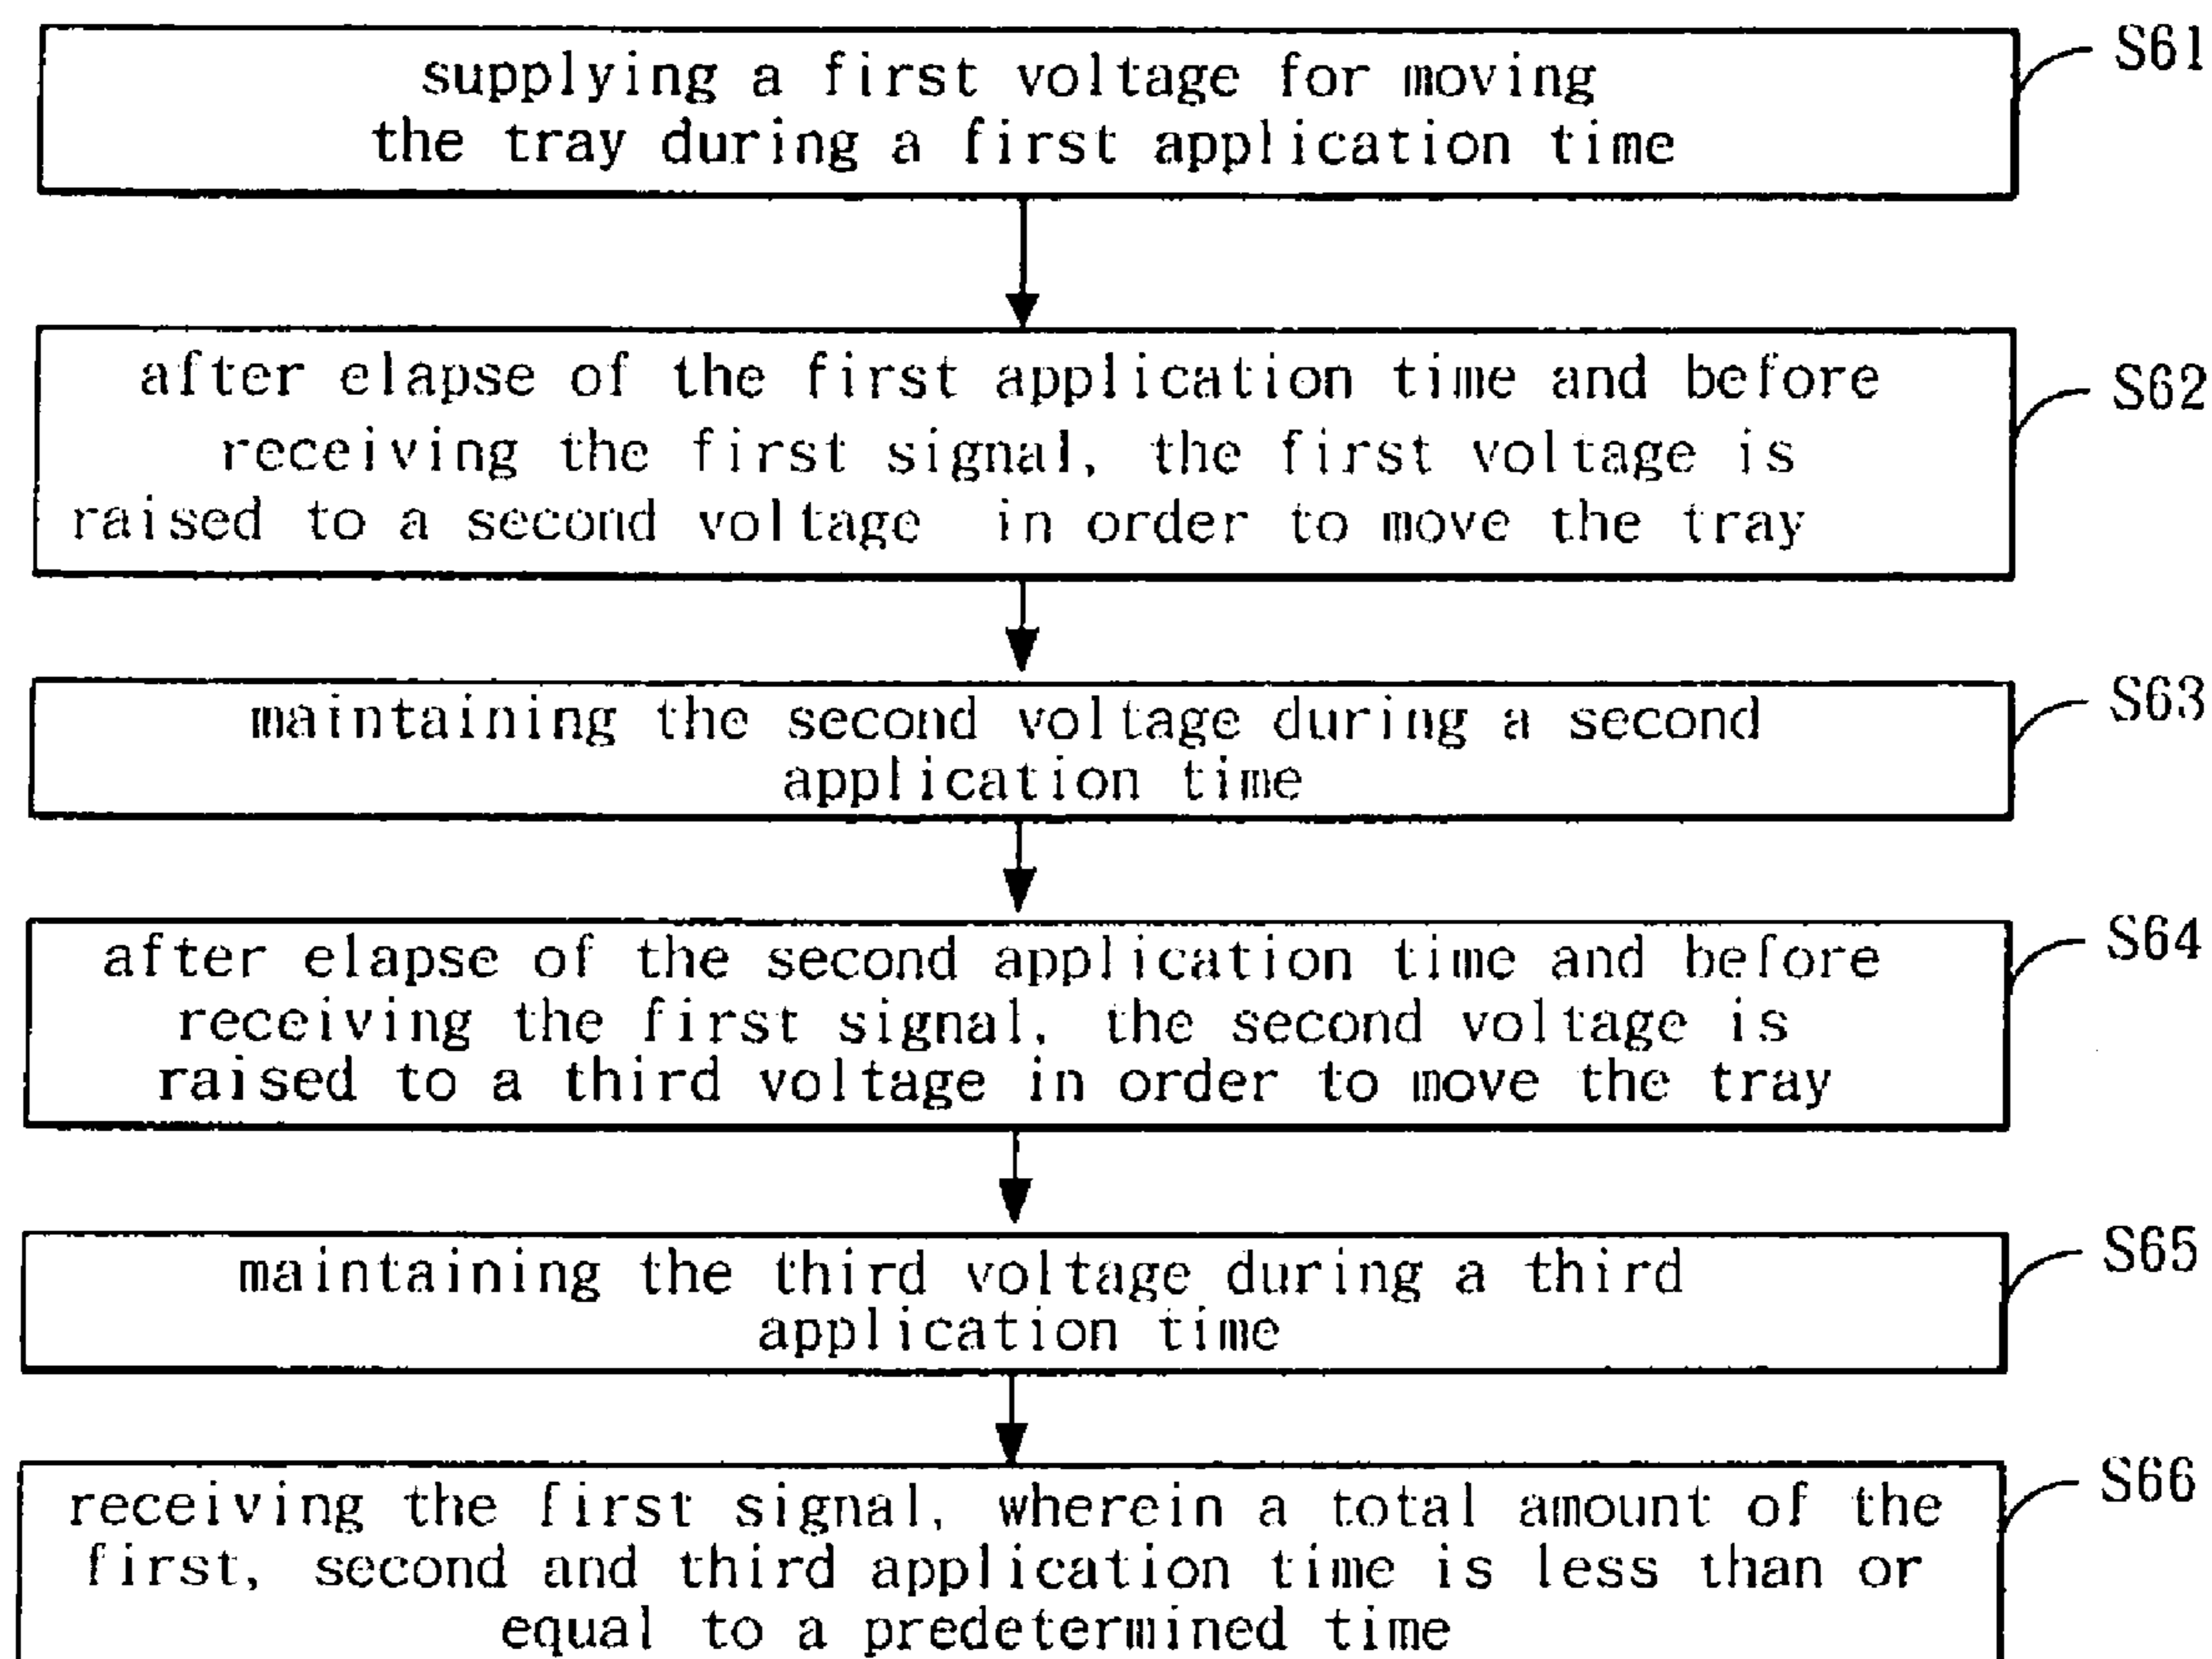 supplying a first voltage for moving
the tray during a first application time
S61
after elapse of the first application time and before
receiving the first signal, the first voltage is
raised to a second voltage in order to move the tray
S62
maintaining the second voltage during a second
application time
S63
after elapse of the second application time and before
receiving the first signal, the second voltage is
raised to a third voltage in order to move the tray
S64
maintaining the third voltage during a third
application time
S65
receiving the first signal, wherein a total amount of the
first, second and third application time is less than or
equal to a predetermined time
S66